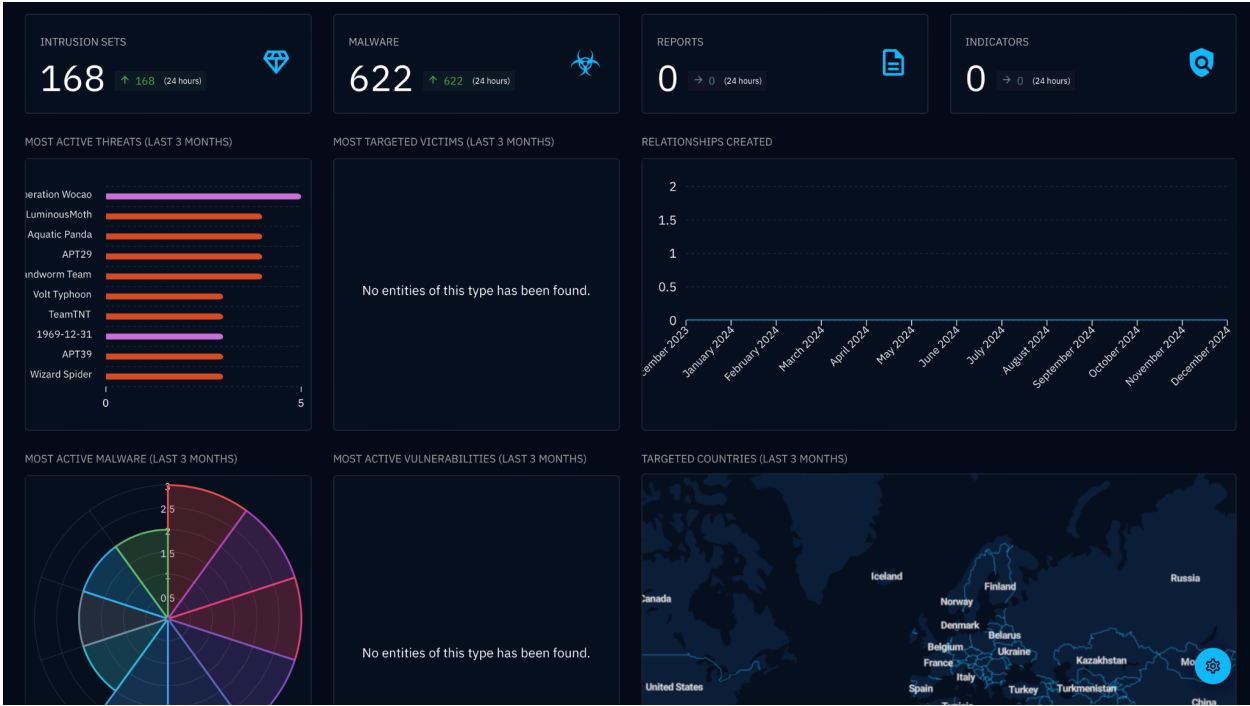 INTRUSION SETS
168
168 (24 hours)
MALWARE
622
622 (24 hours)
REPORTS
0
0 (24 hours)
INDICATORS
0
0 (24 hours)
MOST ACTIVE THREATS (LAST 3 MONTHS)
eration Wocao
LuminousMoth
Aquatic Panda
APT29
ndworm Team
Volt Typhoon
TeamTNT
1969-12-31
APT39
Wizard Spider
0
5
MOST TARGETED VICTIMS (LAST 3 MONTHS)
No entities of this type has been found.
RELATIONSHIPS CREATED
2
1.5
1
0.5
0
cember 2023
January 2024
February 2024
March 2024
April 2024
May 2024
June 2024
July 2024
August 2024
September 2024
October 2024
November 2024
December 2024
MOST ACTIVE MALWARE (LAST 3 MONTHS)
3
2.5
2
1.5
1
0.5
MOST ACTIVE VULNERABILITIES (LAST 3 MONTHS)
No entities of this type has been found.
TARGETED COUNTRIES (LAST 3 MONTHS)
Iceland
Russia
Finland
Canada
Norway
Denmark
Belarus
Belgium
Ukraine
France
Kazakhstan
Mo
Italy
United States
Spain
Turkey
Turkmenistan
China